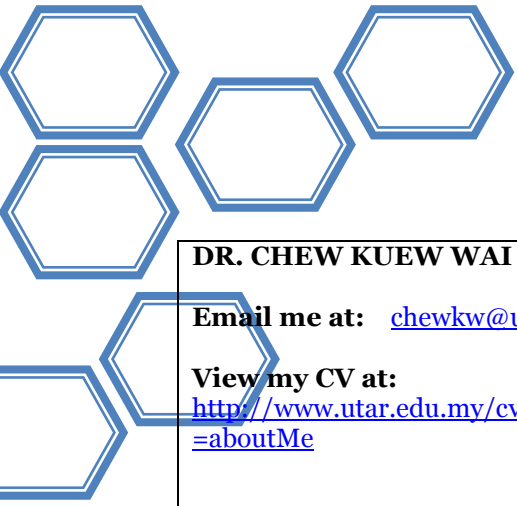 DR. CHEW KUEW WAI
Email me at: chewkw@u
View my CV at:
http://www.utar.edu.my/cv
=aboutMe